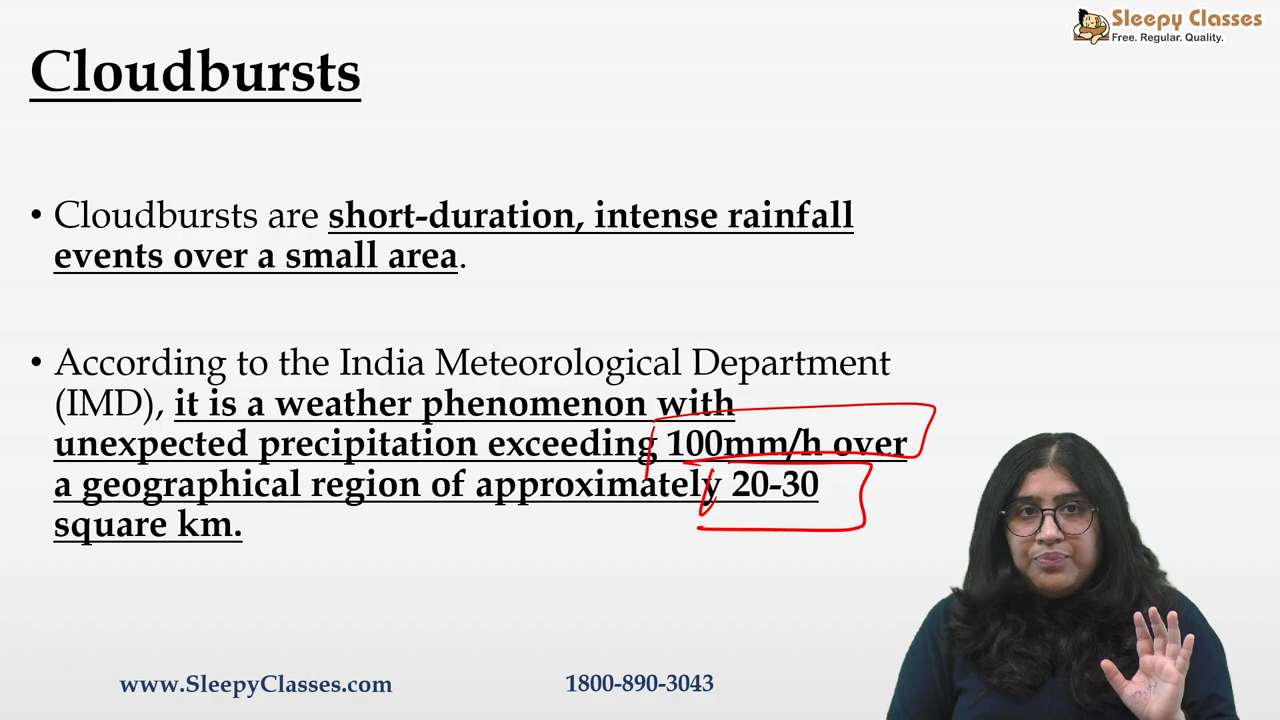 Sleepy Classes
Free. Regular. Quality.
Cloudbursts
• Cloudbursts are short-duration, intense rainfall
events over a small area.
• According to the India Meteorological Department
(IMD), it is a weather phenomenon with
unexpected precipitation exceeding 100mm/h over
a geographical region of approximately 20-30
square km.
www.SleepyClasses.com
1800-890-3043